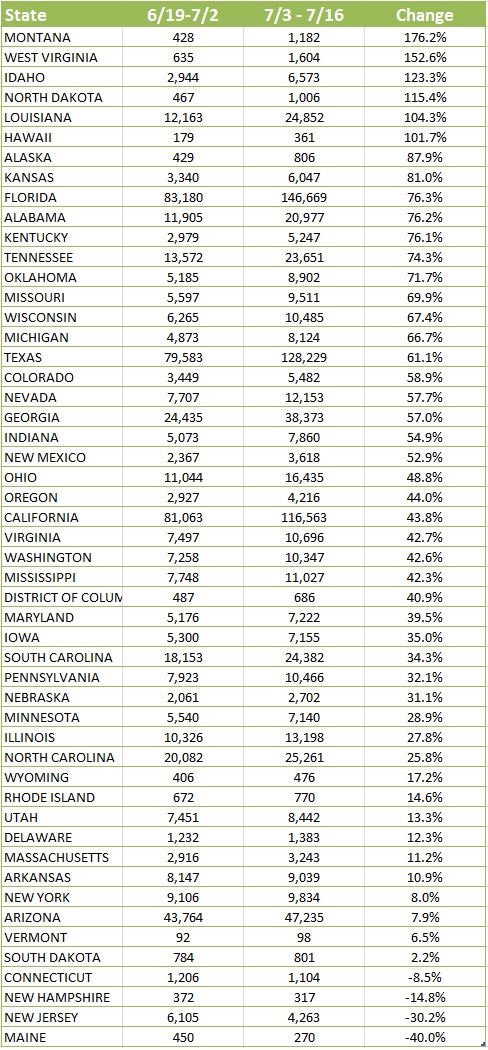 State 6/19-7/2 7/3 - 7/16 Change
MONTANA 428 1,182 176.2%
WEST VIRGINIA 635 1,604 152.6%
IDAHO 2,944 6,573 123.3%
NORTH DAKOTA 467 1,006 115.4%
LOUISIANA 12,163 24,852 104.3%
HAWAII 179 361 101.7%
ALASKA 429 806 87.9%
KANSAS 3,340 6,047 81.0%
FLORIDA 83,180 146,669 76.3%
ALABAMA 11,905 20,977 76.2%
KENTUCKY 2,979 5,247 76.1%
TENNESSEE 13,572 23,651 74.3%
OKLAHOMA 5,185 8,902 71.7%
MISSOURI 5,597 9,511 69.9%
WISCONSIN 6,265 10,485 67.4%
MICHIGAN 4,873 8,124 66.7%
TEXAS 79,583 128,229 61.1%
COLORADO 3,449 5,482 58.9%
NEVADA 7,707 12,153 57.7%
GEORGIA 24,435 38,373 57.0%
INDIANA 5,073 7,860 54.9%
NEW MEXICO 2,367 3,618 52.9%
OHIO 11,044 16,435 48.8%
OREGON 2,927 4,216 44.0%
CALIFORNIA 81,063 116,563 43.8%
VIRGINIA 7,497 10,696 42.7%
WASHINGTON 7,258 10,347 42.6%
MISSISSIPPI 7,748 11,027 42.3%
DISTRICT OF COLUM 487 686 40.9%
MARYLAND 5,176 7,222 39.5%
IOWA 5,300 7,155 35.0%
SOUTH CAROLINA 18,153 24,382 34.3%
PENNSYLVANIA 7,923 10,466 32.1%
NEBRASKA 2,061 2,702 31.1%
MINNESOTA 5,540 7,140 28.9%
ILLINOIS 10,326 13,198 27.8%
NORTH CAROLINA 20,082 25,261 25.8%
WYOMING 406 476 17.2%
RHODE ISLAND 672 770 14.6%
UTAH 7,451 8,442 13.3%
DELAWARE 1,232 1,383 12.3%
MASSACHUSETTS 2,916 3,243 11.2%
ARKANSAS 8,147 9,039 10.9%
NEW YORK 9,106 9,834 8.0%
ARIZONA 43,764 47,235 7.9%
VERMONT 92 98 6.5%
SOUTH DAKOTA 784 801 2.2%
CONNECTICUT 1,206 1,104 -8.5%
NEW HAMPSHIRE 372 317 -14.8%
NEW JERSEY 6,105 4,263 -30.2%
MAINE 450 270 -40.0%